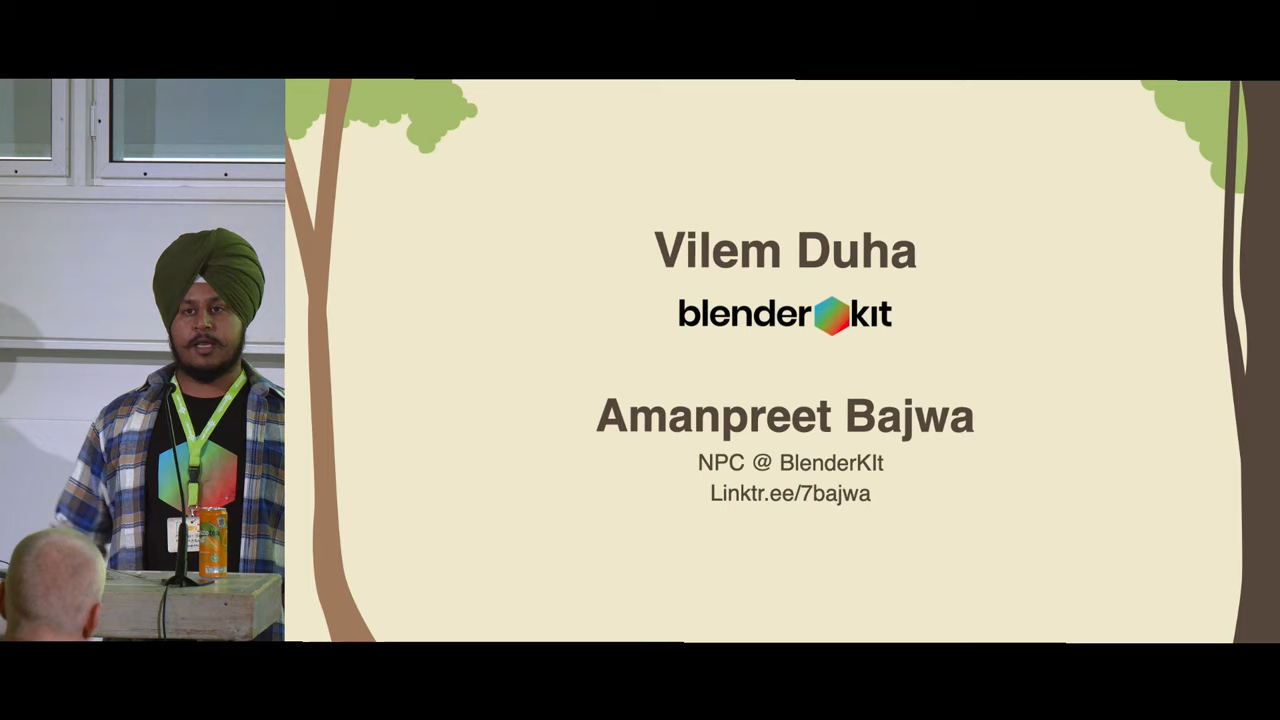 Vilem Duha
blenderkit
Amanpreet Bajwa
NPC @ BlenderKIt
Linktr.ee/7bajwa